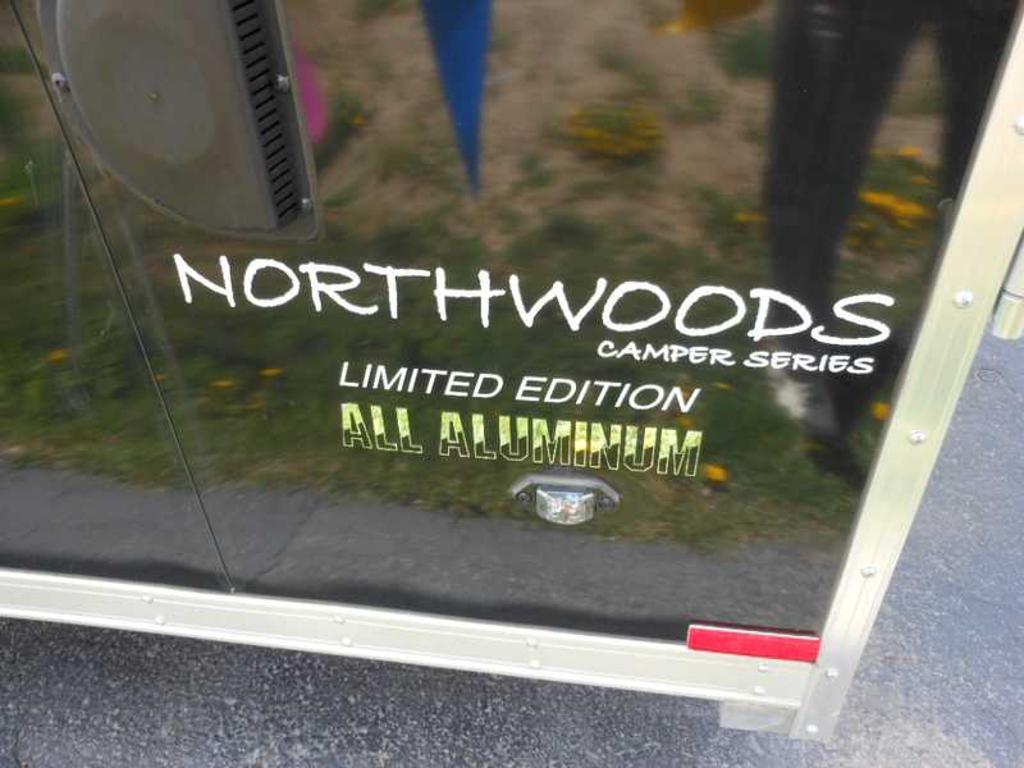 NORTHWOODS
CAMPER SERIES
LIMITED EDITION
ALL ALUMINUM